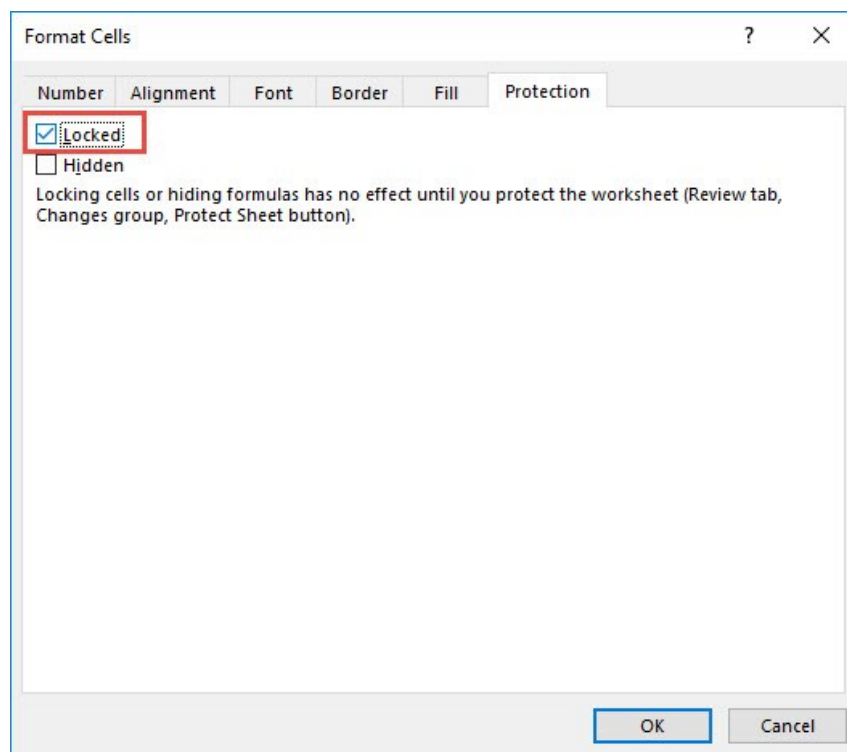 Format Cells ?
Number Alignment Font Border Fill Protection
Locked
Hidden
Locking cells or hiding formulas has no effect until you protect the worksheet (Review tab,
Changes group, Protect Sheet button).
OK Cancel